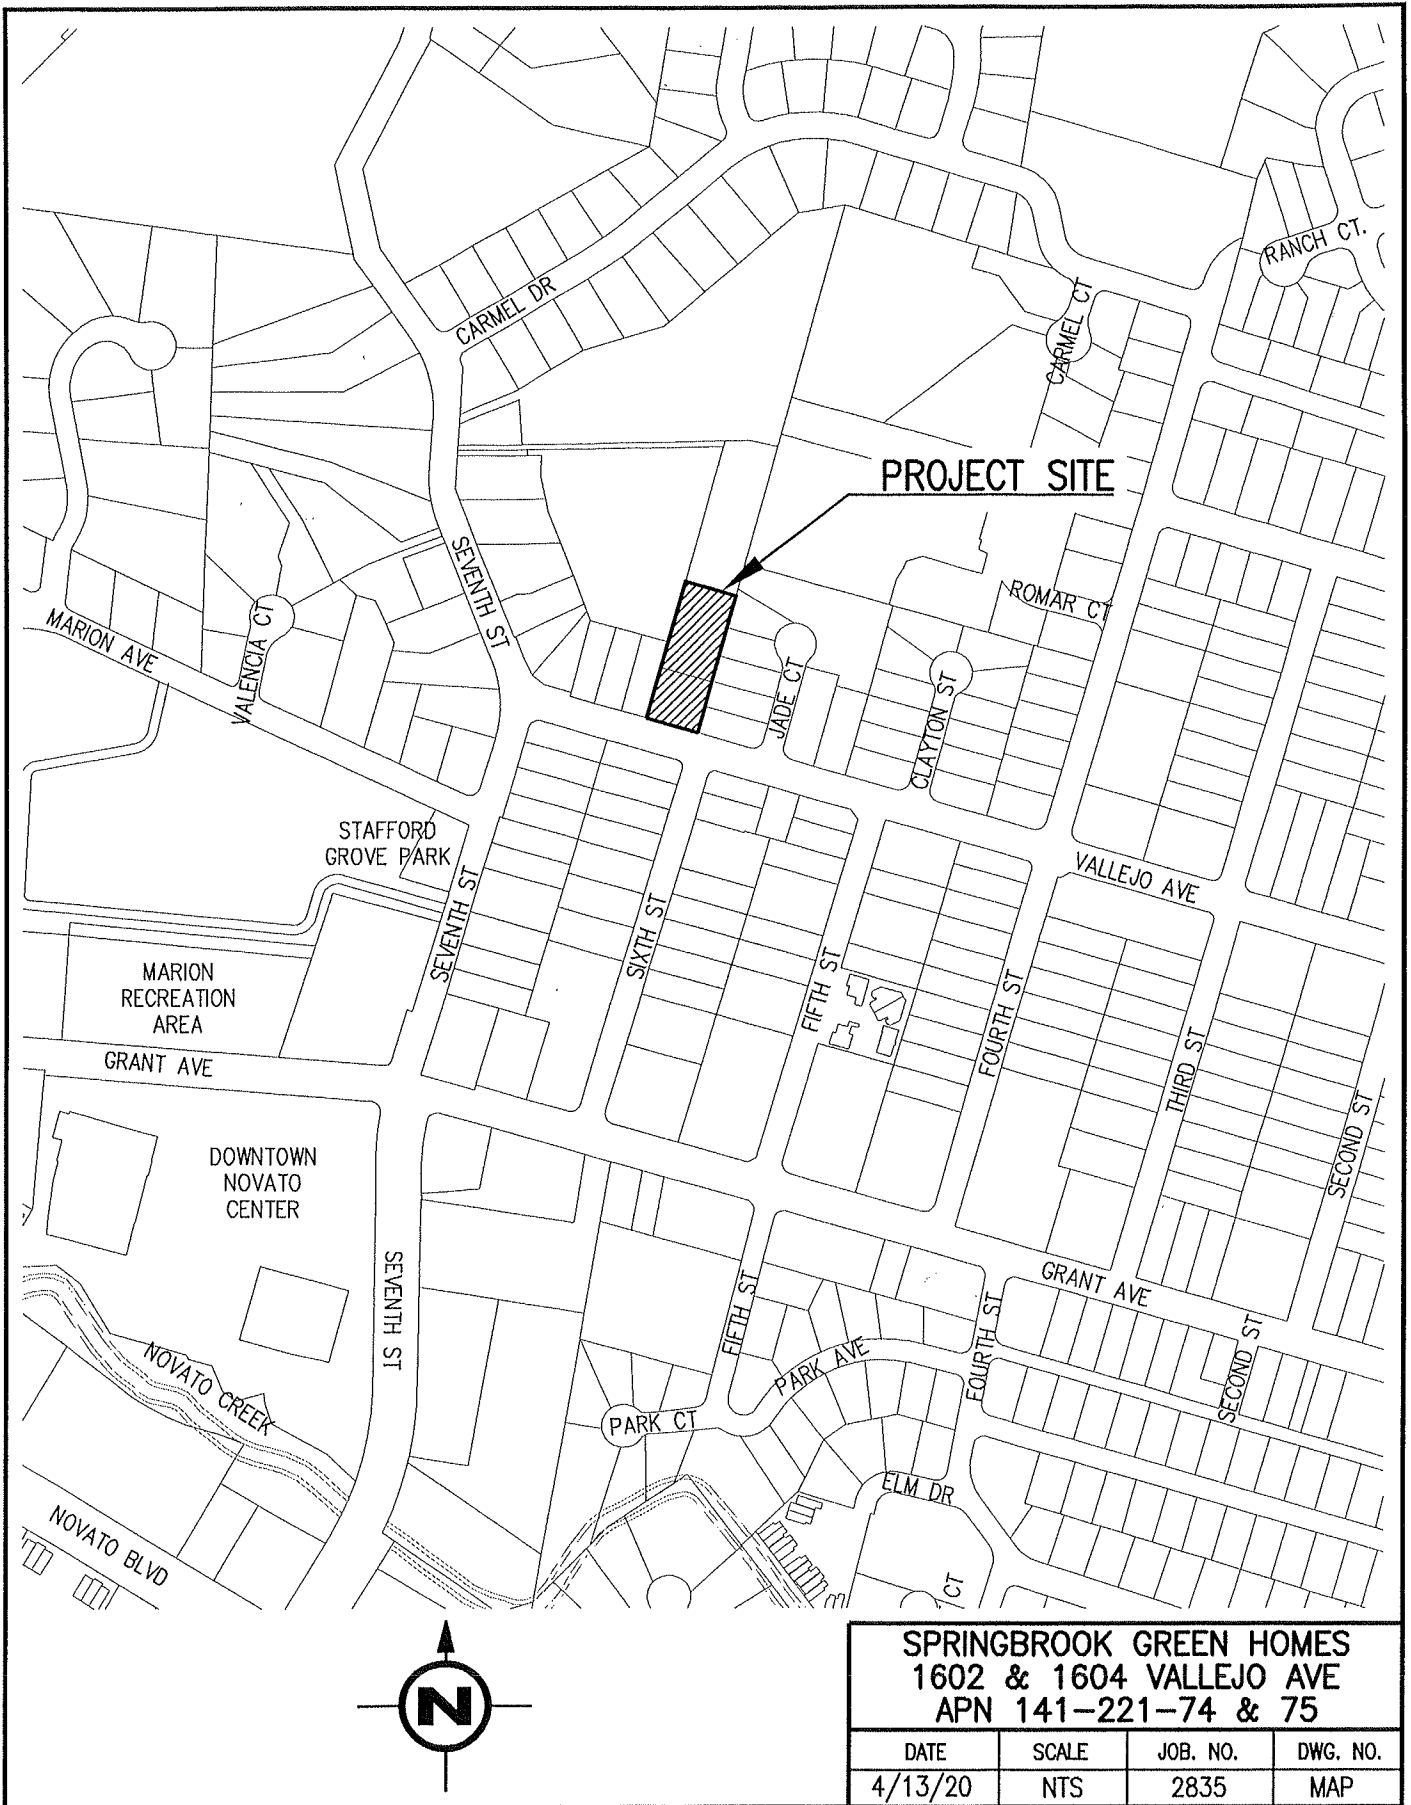 RANCH CT.
CARMEL DR
CARMEL CT
PROJECT SITE
SEVENTH ST
ROMAR CT
MARION AVE
VALENCIA CT
JADE CT
CLAYTON ST
STAFFORD
GROVE PARK
VALLEJO AVE
SEVENTH ST
SIXTH ST
FIFTH ST
FOURTH ST
MARION
RECREATION
AREA
THIRD ST
GRANT AVE
SECOND ST
DOWNTOWN
NOVATO
CENTER
SEVENTH ST
GRANT AVE
FIFTH ST
FOURTH ST
SECOND ST
NOVATO CREEK
PARK AVE
PARK CT
ELM DR
NOVATO BLVD
CT
N
SPRINGBROOK GREEN HOMES
1602 & 1604 VALLEJO AVE
APN 141-221-74 & 75
DATE SCALE JOB. NO. DWG. NO.
4/13/20 NTS 2835 MAP